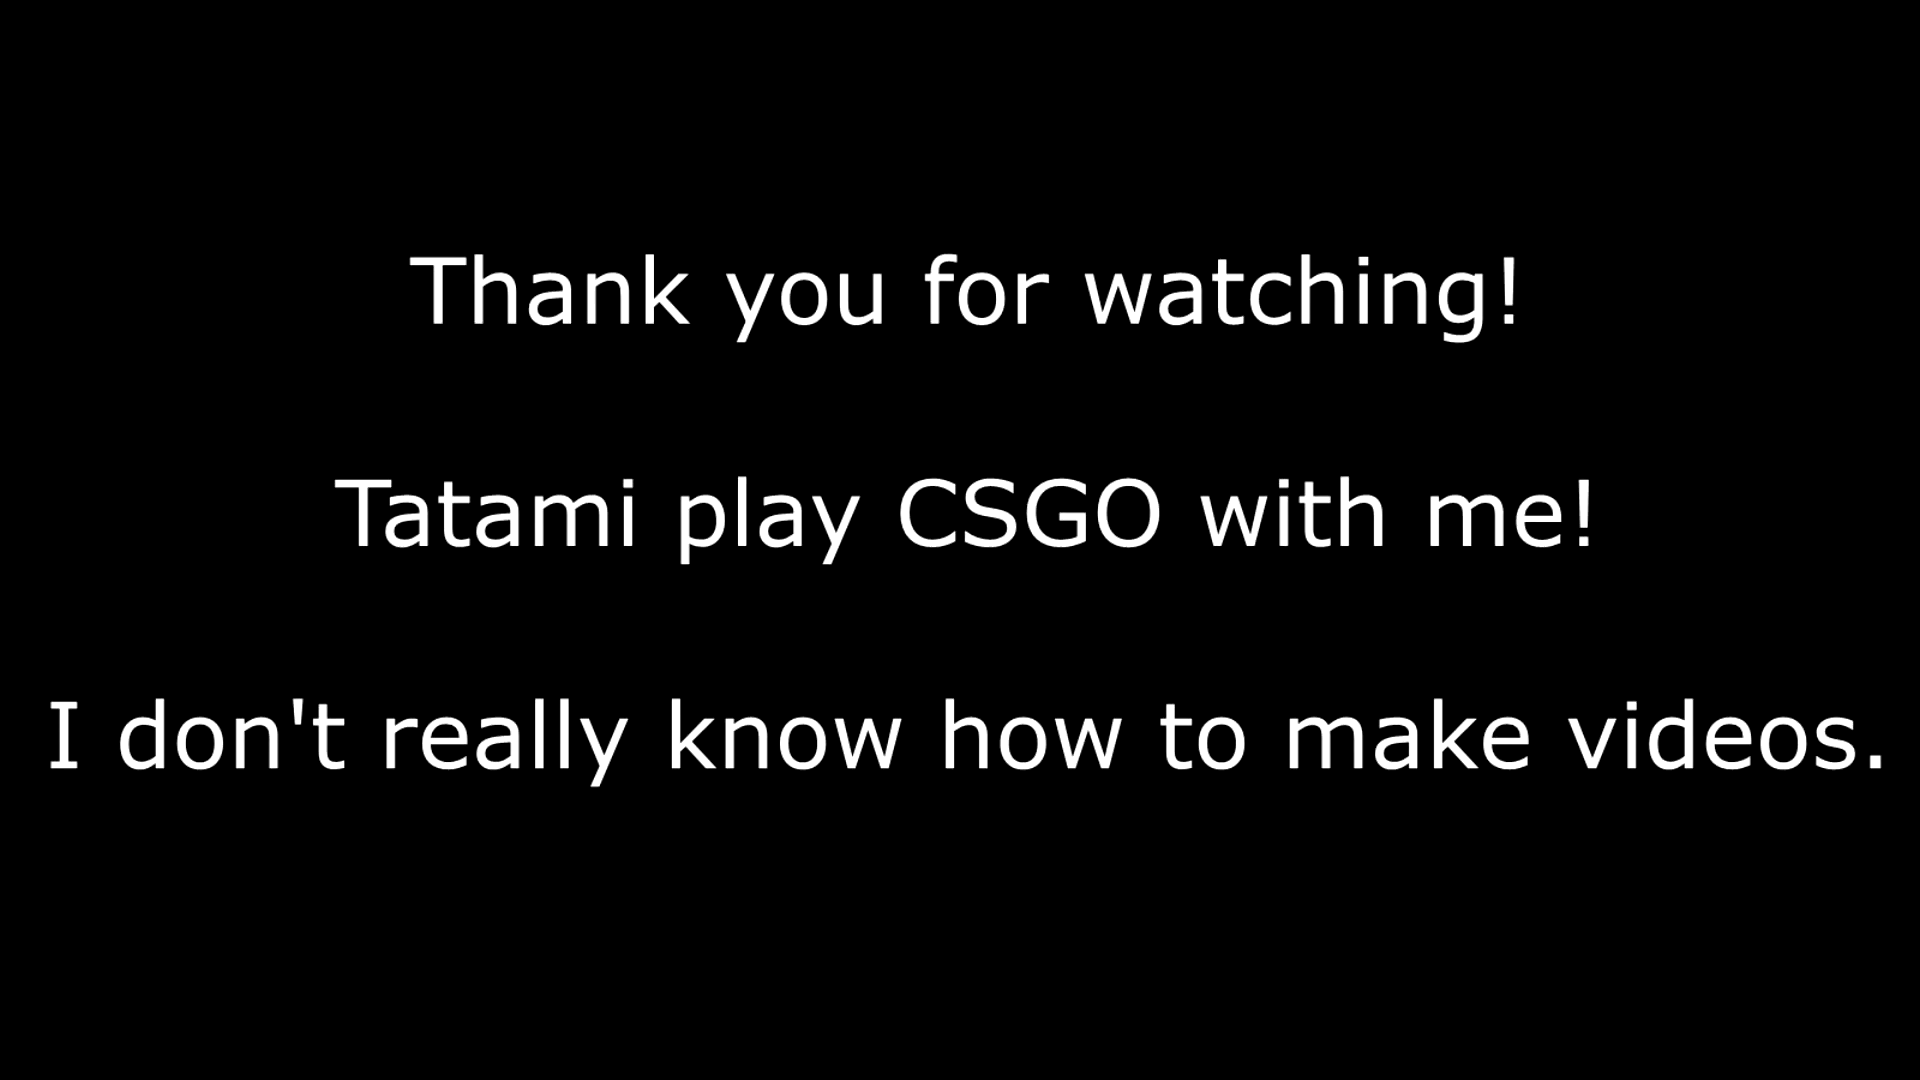 Thank you for watching!
Tatami play CSGO with me!
I don't really know how to make videos.